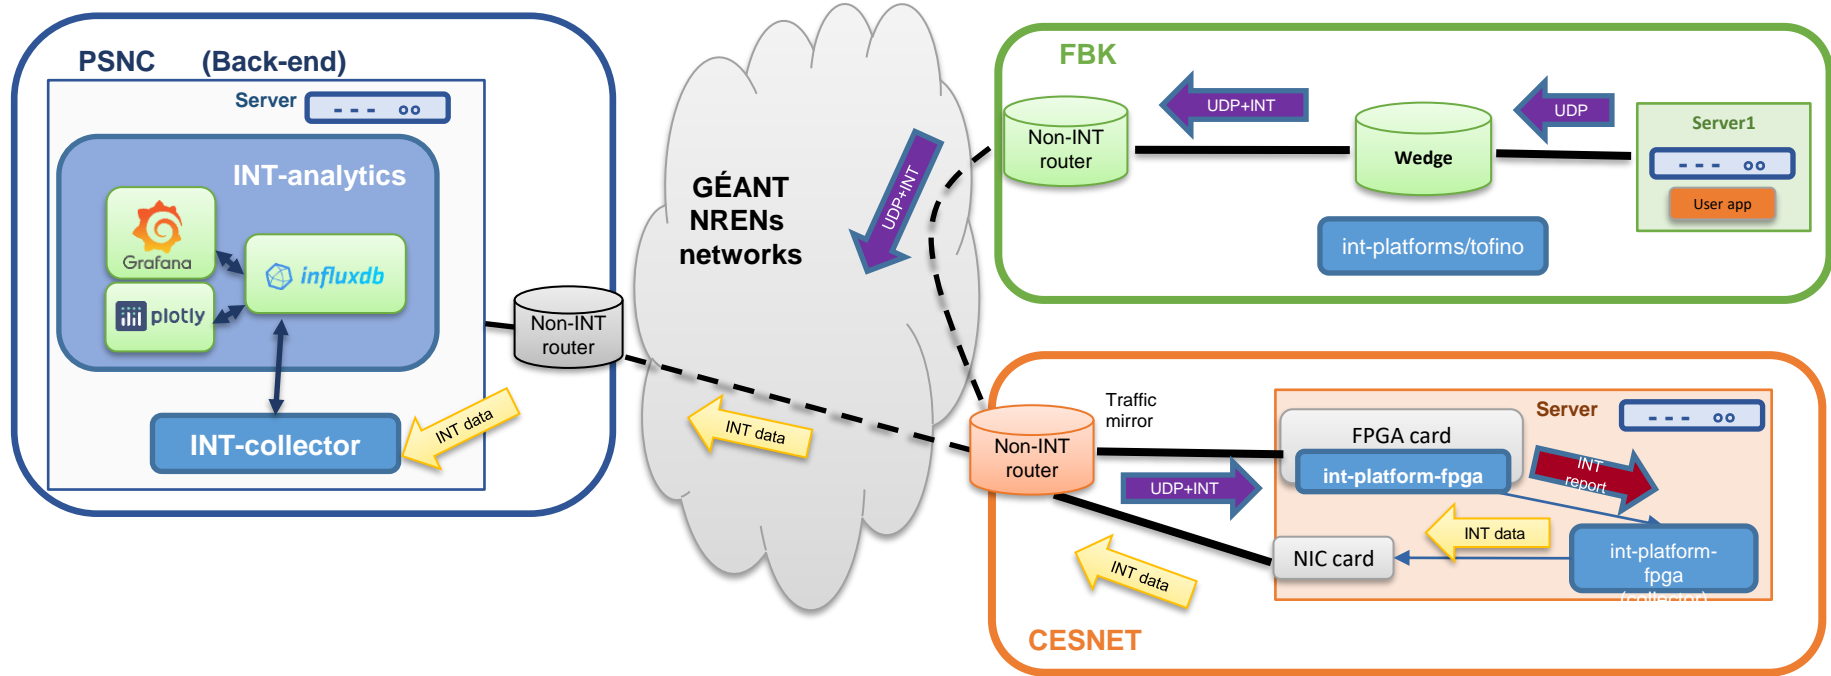 PSNC (Back-end)
Server
INT-analytics
Grafana
influxdb
plotly
INT-collector
INT data
Non-INT
router
GÉANT
NRENs
networks
UDP+INT
INT data
FBK
Non-INT
router
UDP+INT
Wedge
UDP
Server1
User app
int-platforms/tofino
Non-INT
router
Traffic
mirror
UDP+INT
INT data
Server
FPGA card
int-platform-fpga
INT
report
INT data
NIC card
int-platform-
fpga
(collector)
CESNET